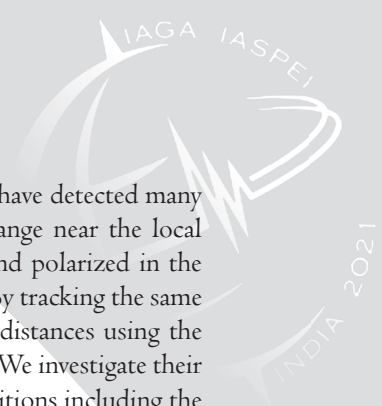 IAGA IASPEI
have detected many
ange near the local
nd polarized in the
by tracking the same
distances using the
We investigate their
itions including the
INDIA 2021